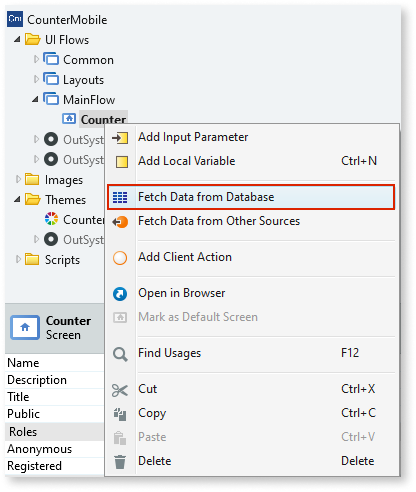 CounterMobile
UI Flows
Common
Layouts
MainFlow
Counter
OutSyst
OutSyst
Images
Themes
Counter
OutSyst
Scripts
Add Input Parameter
Add Local Variable Ctrl+N
Fetch Data from Database
Fetch Data from Other Sources
Add Client Action
Open in Browser
Mark as Default Screen
Find Usages F12
Cut Ctrl+X
Copy Ctrl+C
Paste Ctrl+V
Delete Delete
Counter
Screen
Name
Description
Title
Public
Roles
Anonymous
Registered